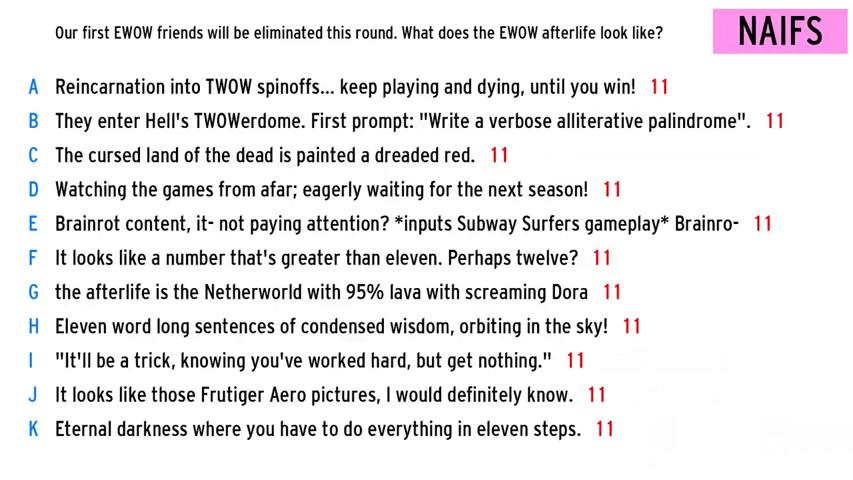 Our first EWOW friends will be eliminated this round. What does the EWOW afterlife look like?
NAIFS
A Reincarnation into TWOW spinoffs... keep playing and dying, until you win! 11
B They enter Hell's TWOWerdome. First prompt: "Write a verbose alliterative palindrome". 11
C The cursed land of the dead is painted a dreaded red. 11
D Watching the games from afar; eagerly waiting for the next season! 11
E Brainrot content, it- not paying attention? *inputs Subway Surfers gameplay* Brainro- 11
F It looks like a number that's greater than eleven. Perhaps twelve? 11
G the afterlife is the Netherworld with 95% lava with screaming Dora 11
H Eleven word long sentences of condensed wisdom, orbiting in the sky! 11
I "It'll be a trick, knowing you've worked hard, but get nothing." 11
J It looks like those Frutiger Aero pictures, I would definitely know. 11
K Eternal darkness where you have to do everything in eleven steps. 11